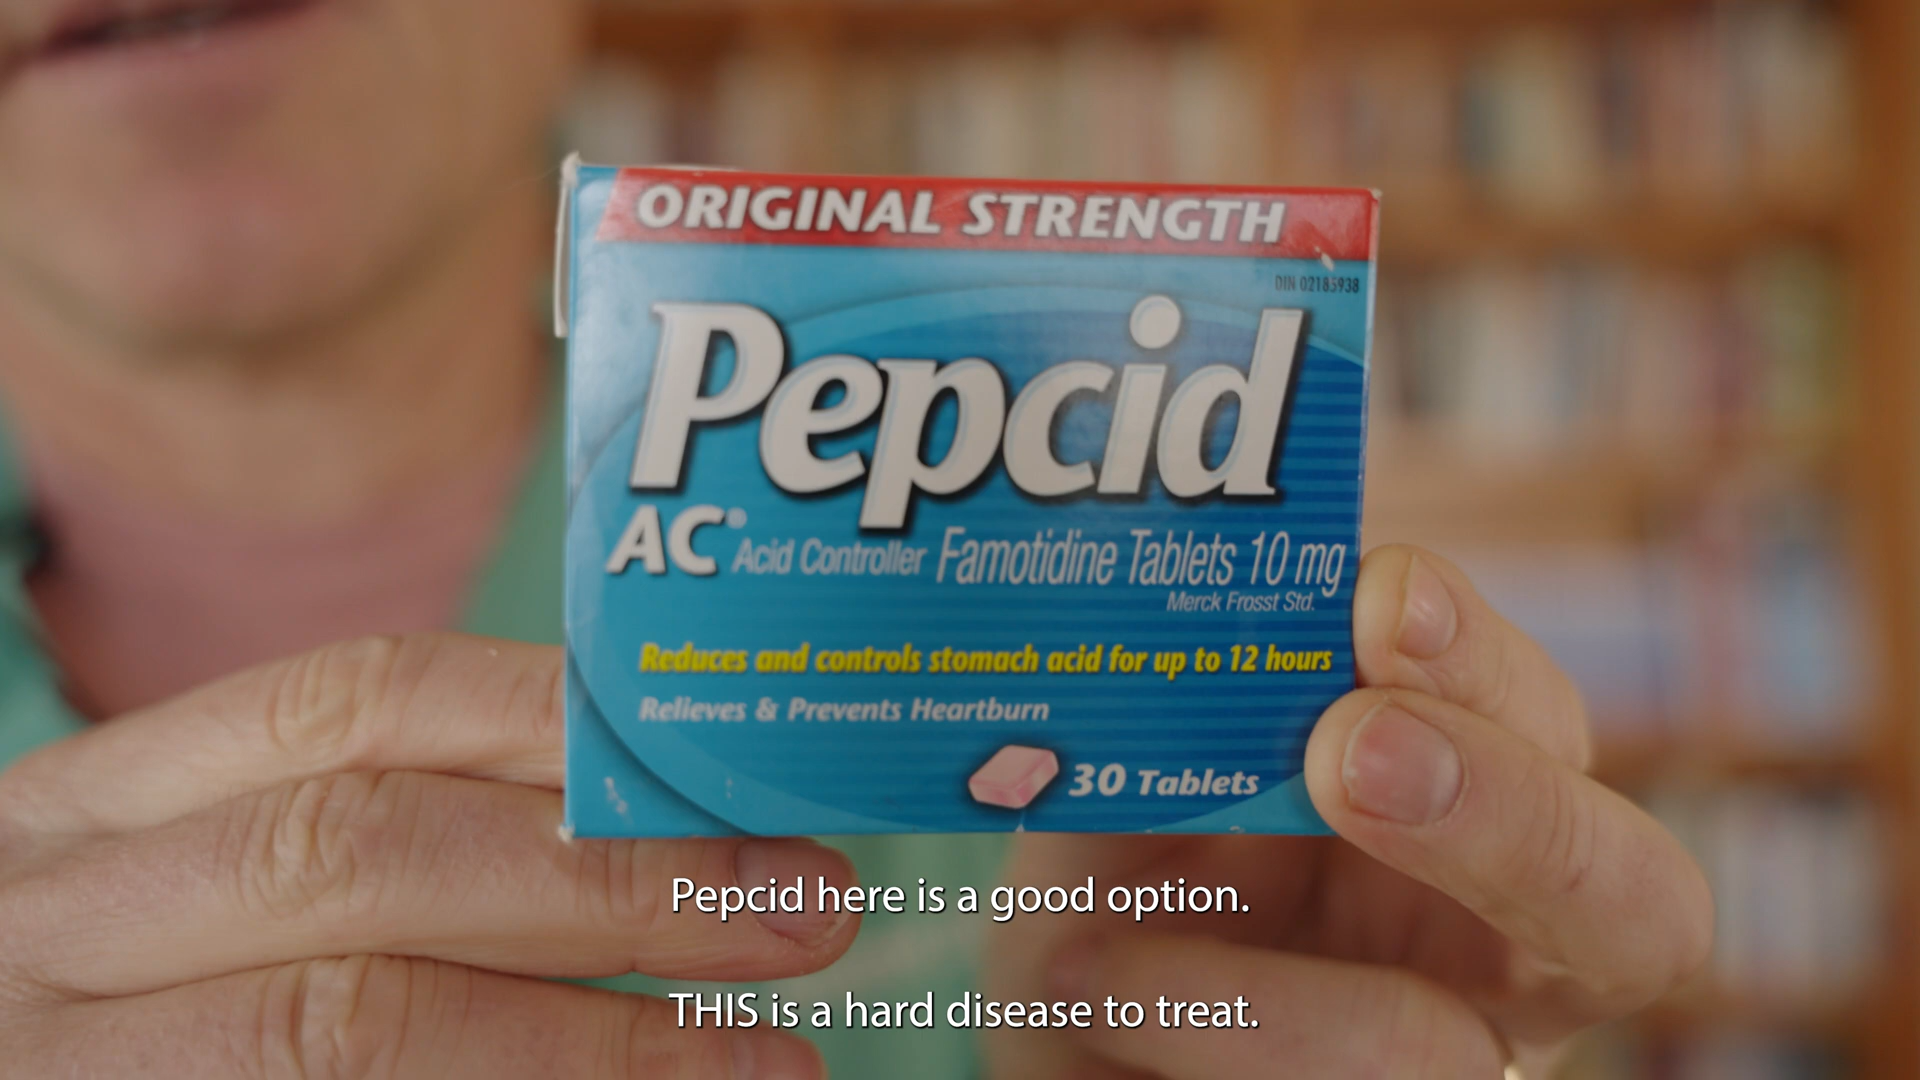 ORIGINAL STRENGTH
DIN 02185938
Pepcid
AC® Acid Controller Famotidine Tablets 10 mg
Merck Frosst Std.
Reduces and controls stomach acid for up to 12 hours
Relieves & Prevents Heartburn
30 Tablets
Pepcid here is a good option.
THIS is a hard disease to treat.